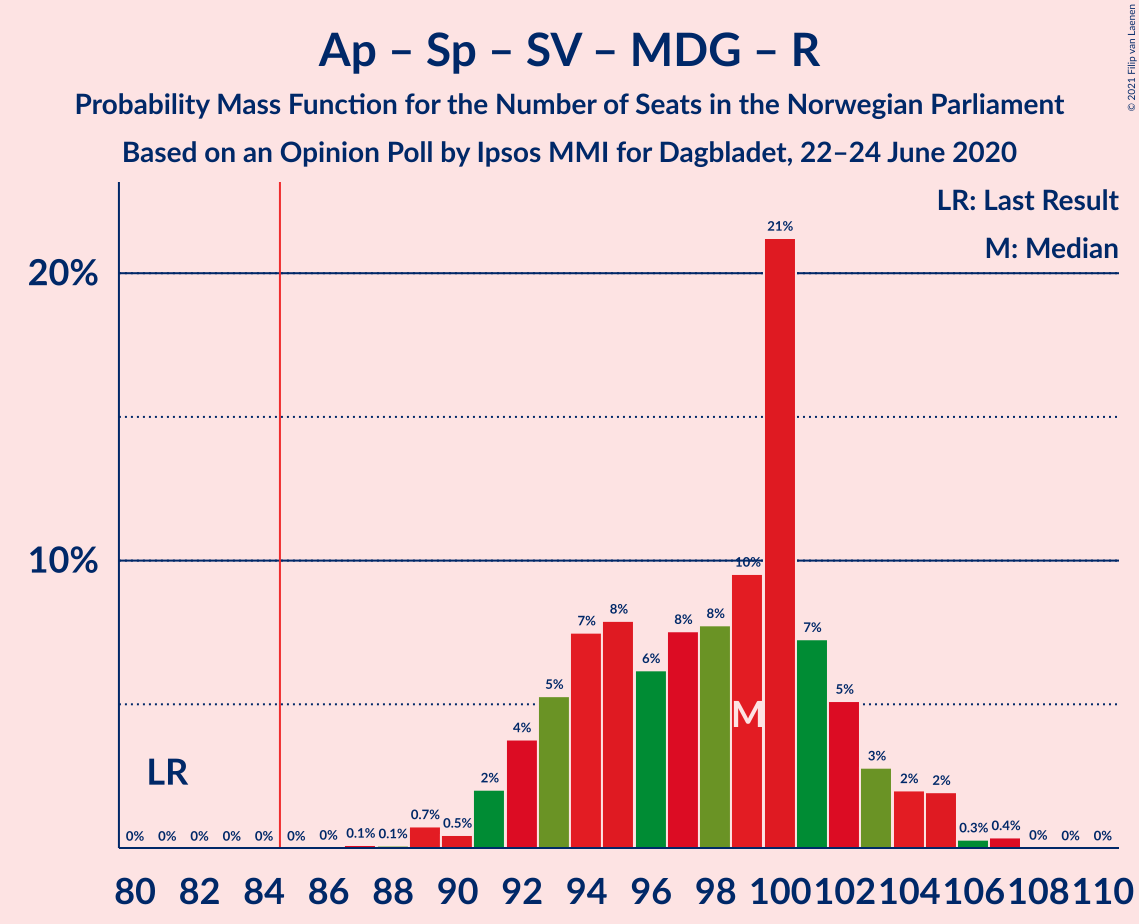 Ap – Sp – SV – MDG – R
Probability Mass Function for the Number of Seats in the Norwegian Parliament
Based on an Opinion Poll by Ipsos MMI for Dagbladet, 22–24 June 2020
© 2021 Filip van Laenen
LR: Last Result
M: Median
20%
10%
LR
M
0% 0% 0% 0% 0% 0% 0% 0.1% 0.1% 0.7% 0.5% 2% 4% 5% 7% 8% 6% 8% 8% 10% 21% 7% 5% 3% 2% 2% 0.3% 0.4% 0% 0% 0%
80 82 84 86 88 90 92 94 96 98 100 102 104 106 108 110